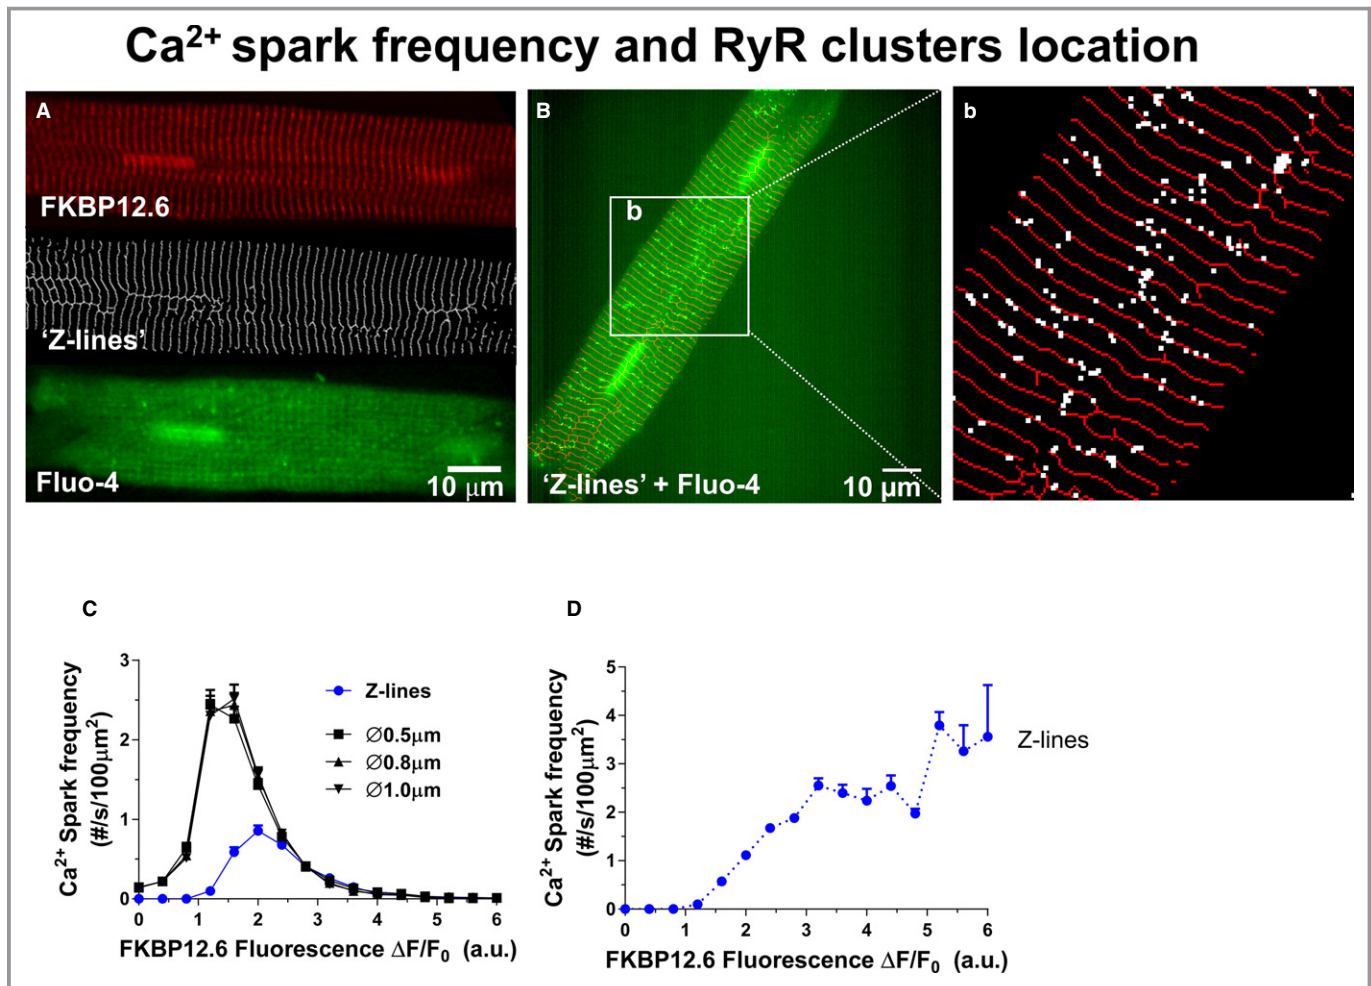 Ca²⁺ spark frequency and RyR clusters location
A
FKBP12.6
‘Z-lines’
Fluo-4
10 μm
B
b
‘Z-lines’ + Fluo-4
10 μm
b
C
Ca²⁺ Spark frequency
(#/s/100μm²)
3
2
1
0
0 1 2 3 4 5 6
FKBP12.6 Fluorescence ΔF/F₀ (a.u.)
Z-lines
∅0.5μm
∅0.8μm
∅1.0μm
D
Ca²⁺ Spark frequency
(#/s/100μm²)
5
4
3
2
1
0
0 1 2 3 4 5 6
FKBP12.6 Fluorescence ΔF/F₀ (a.u.)
Z-lines